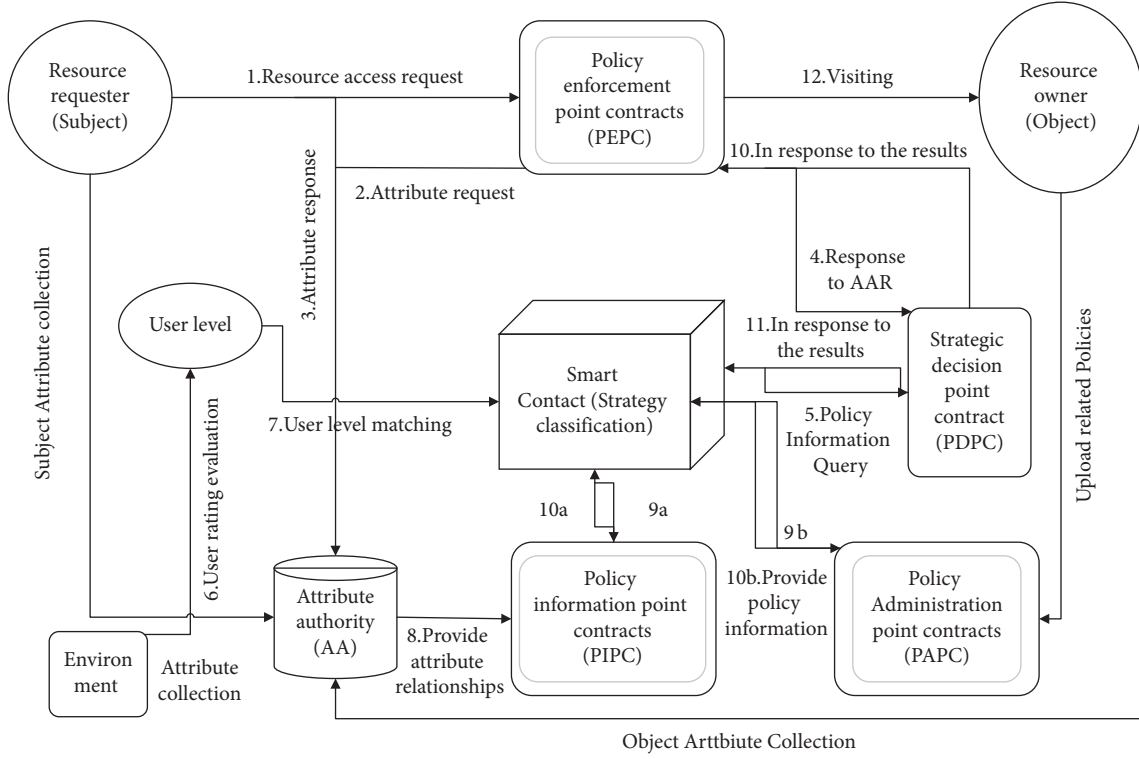 Resource
requester
(Subject)
1.Resource access request
Policy
enforcement
point contracts
(PEPC)
12.Visiting
Resource
owner
(Object)
10.In response to the results
2.Attribute request
3.Attribute response
Subject Attribute collection
4.Response
to AAR
User level
11.In response to
the results
Strategic
decision
point
contract
(PDPC)
Smart
Contact (Strategy
classification)
7.User level matching
5.Policy
Information
Query
Upload related Policies
6.User rating evaluation
10a
9a
9b
Attribute
authority
(AA)
Policy
information point
contracts
(PIPC)
10b.Provide
policy
information
Policy
Administration
point contracts
(PAPC)
8.Provide
attribute
relationships
Environ
ment
Attribute
collection
Object Arttbiute Collection